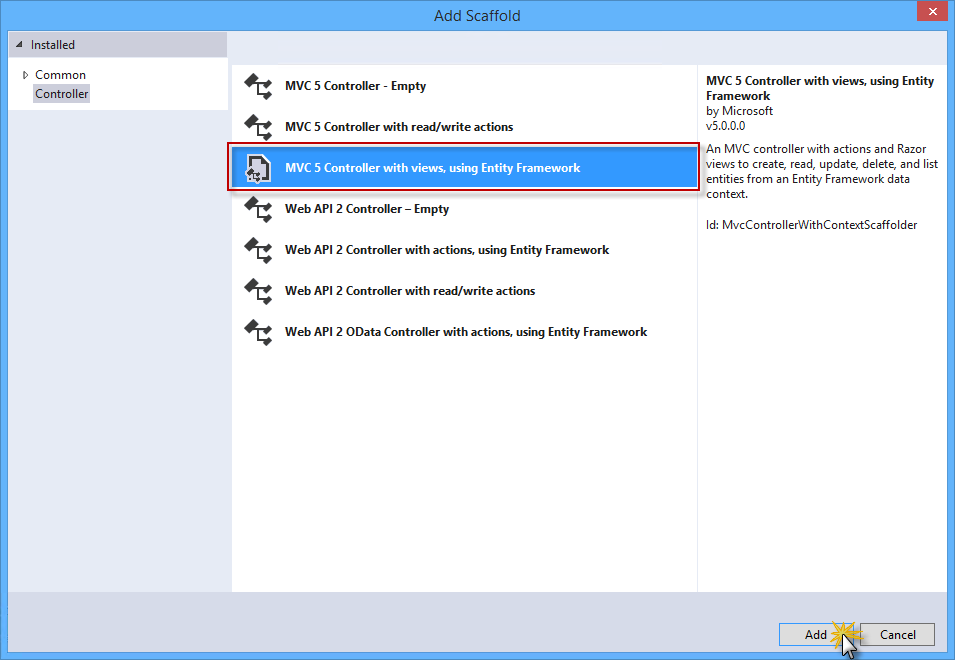 Add Scaffold
Installed
Common
Controller
MVC 5 Controller - Empty
MVC 5 Controller with read/write actions
MVC 5 Controller with views, using Entity Framework
Web API 2 Controller – Empty
Web API 2 Controller with actions, using Entity Framework
Web API 2 Controller with read/write actions
Web API 2 OData Controller with actions, using Entity Framework
MVC 5 Controller with views, using Entity
Framework
by Microsoft
v5.0.0.0
An MVC controller with actions and Razor
views to create, read, update, delete, and list
entities from an Entity Framework data
context.
Id: MvcControllerWithContextScaffolder
Add
Cancel